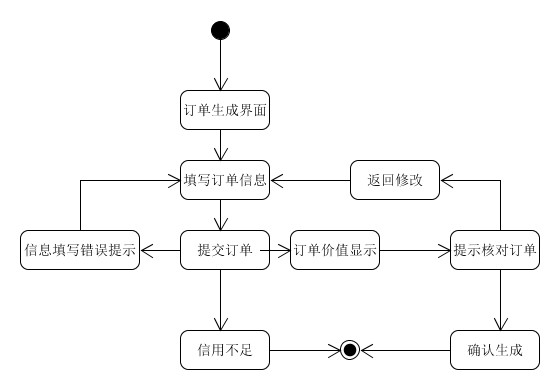 订单生成界面
填写订单信息
返回修改
信息填写错误提示
提交订单
订单价值显示
提示核对订单
信用不足
确认生成